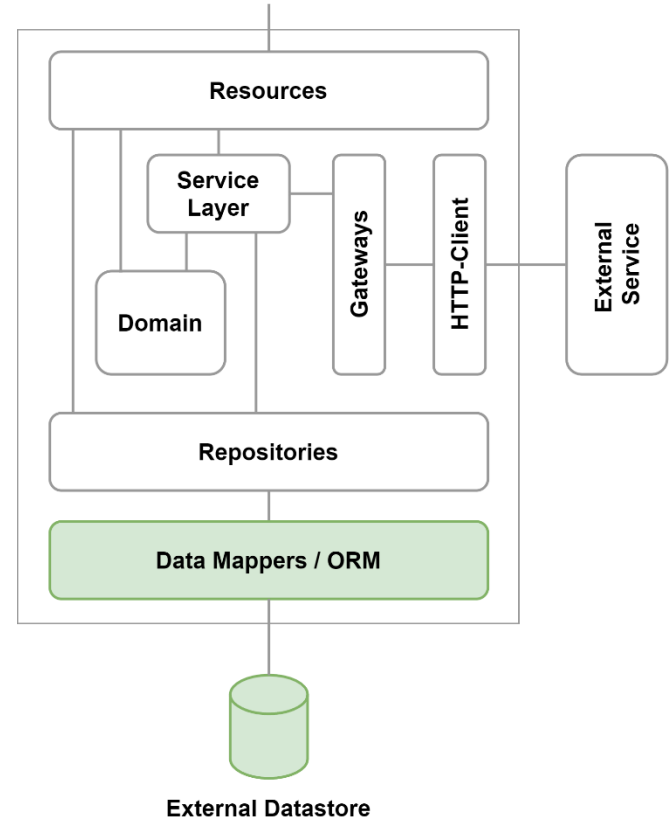 Resources
Service
Layer
Gateways
HTTP-Client
External
Service
Domain
Repositories
Data Mappers / ORM
External Datastore